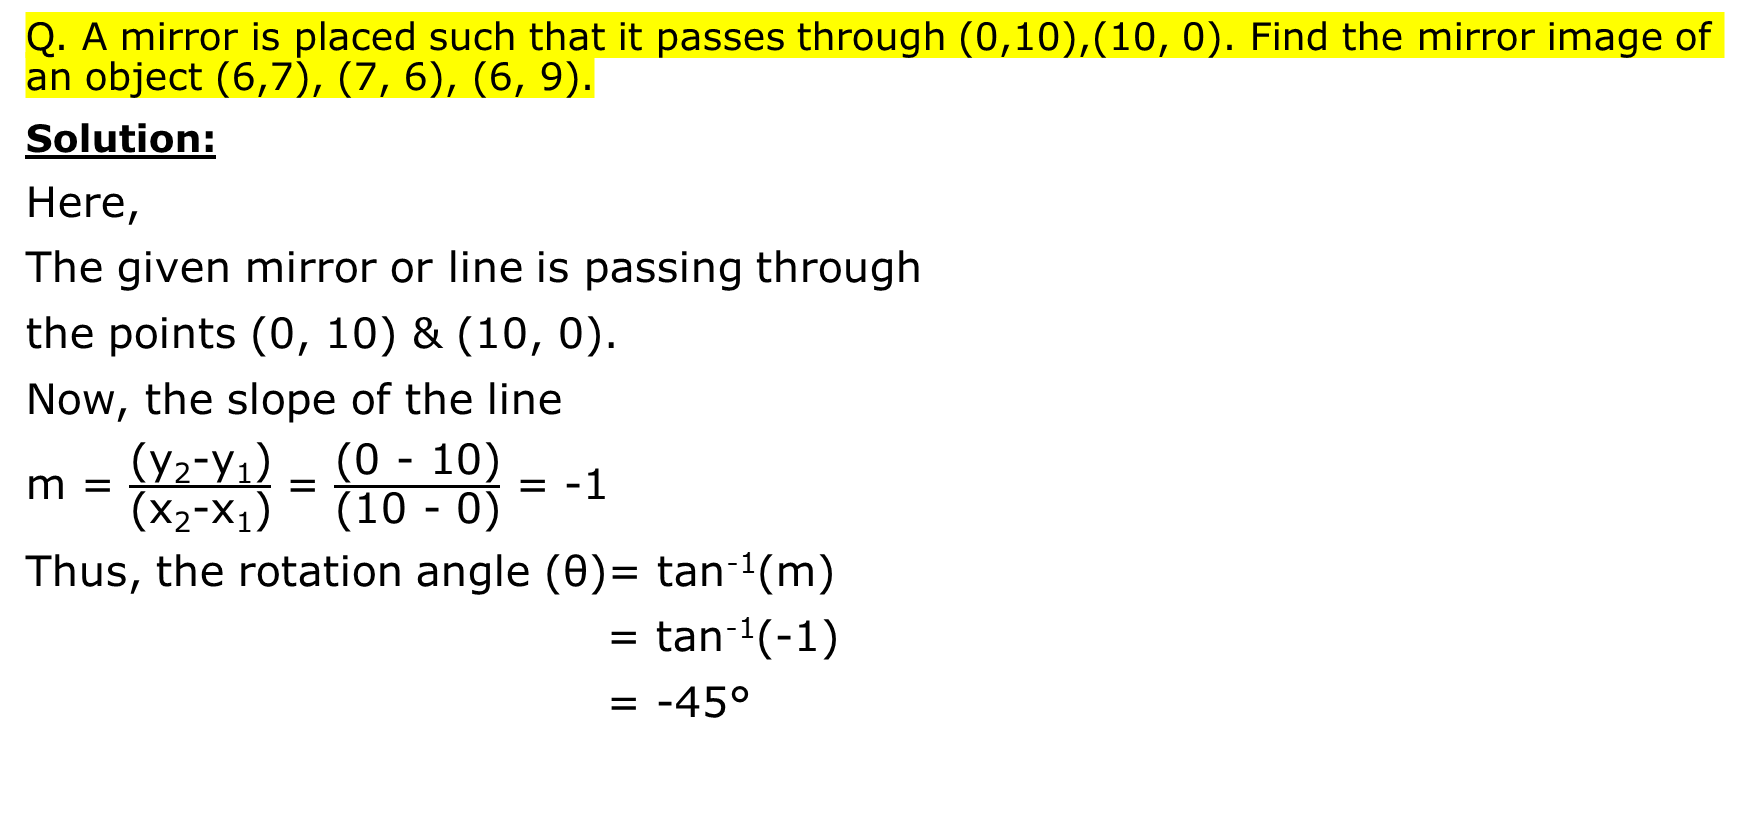 Q. A mirror is placed such that it passes through (0,10),(10, 0). Find the mirror image of
an object (6,7), (7, 6), (6, 9).
Solution:
Here,
The given mirror or line is passing through
the points (0, 10) & (10, 0).
Now, the slope of the line
m = (y₂-y₁)/(x₂-x₁) = (0 - 10)/(10 - 0) = -1
Thus, the rotation angle (θ)= tan⁻¹(m)
= tan⁻¹(-1)
= -45°